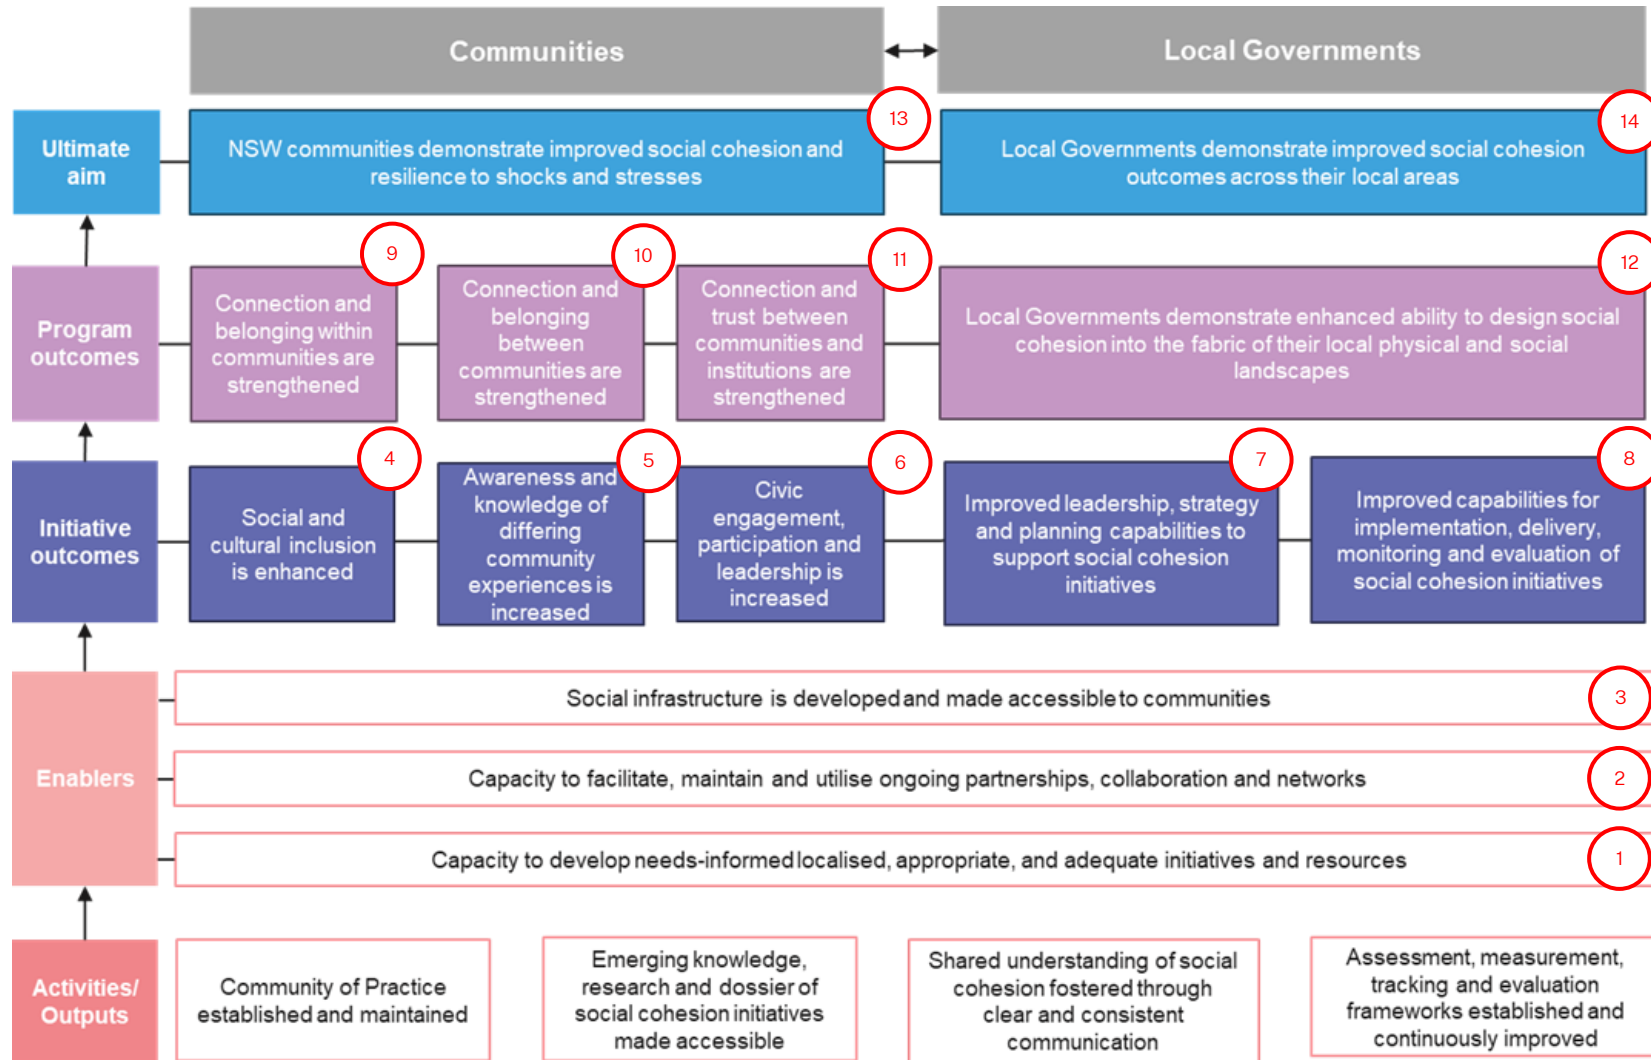 Communities
Local Governments
Ultimate
aim
NSW communities demonstrate improved social cohesion and
resilience to shocks and stresses
13
Local Governments demonstrate improved social cohesion
outcomes across their local areas
14
Program
outcomes
Connection and
belonging within
communities are
strengthened
9
Connection and
belonging
between
communities are
strengthened
10
Connection and
trust between
communities and
institutions are
strengthened
11
Local Governments demonstrate enhanced ability to design social
cohesion into the fabric of their local physical and social
landscapes
12
Initiative
outcomes
Social and
cultural inclusion
is enhanced
4
Awareness and
knowledge of
differing
community
experiences is
increased
5
Civic
engagement,
participation and
leadership is
increased
6
Improved leadership, strategy
and planning capabilities to
support social cohesion
initiatives
7
Improved capabilities for
implementation, delivery,
monitoring and evaluation of
social cohesion initiatives
8
Enablers
Social infrastructure is developed and made accessible to communities
3
Capacity to facilitate, maintain and utilise ongoing partnerships, collaboration and networks
2
Capacity to develop needs-informed localised, appropriate, and adequate initiatives and resources
1
Activities/
Outputs
Community of Practice
established and maintained
Emerging knowledge,
research and dossier of
social cohesion initiatives
made accessible
Shared understanding of social
cohesion fostered through
clear and consistent
communication
Assessment, measurement,
tracking and evaluation
frameworks established and
continuously improved